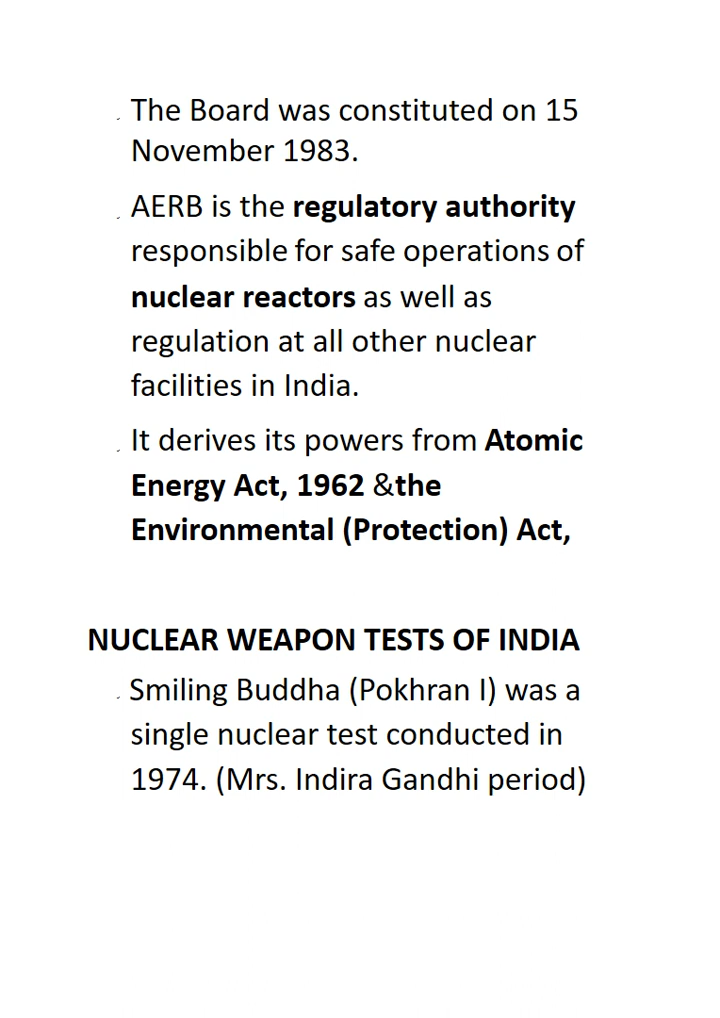 The Board was constituted on 15
November 1983.
AERB is the regulatory authority
responsible for safe operations of
nuclear reactors as well as
regulation at all other nuclear
facilities in India.
It derives its powers from Atomic
Energy Act, 1962 &the
Environmental (Protection) Act,
NUCLEAR WEAPON TESTS OF INDIA
Smiling Buddha (Pokhran I) was a
single nuclear test conducted in
1974. (Mrs. Indira Gandhi period)